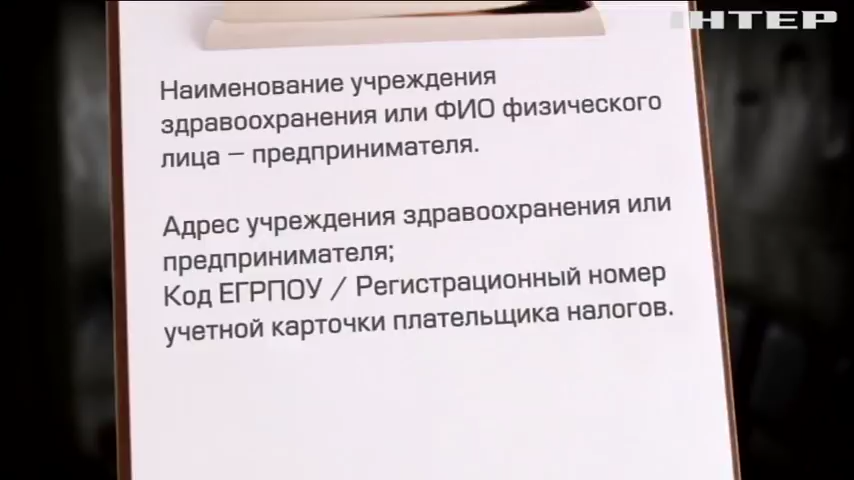 ІНТЕР
Наименование учреждения
здравоохранения или ФИО физического
лица – предпринимателя.
Адрес учреждения здравоохранения или
предпринимателя;
Код ЕГРПОУ / Регистрационный номер
учетной карточки плательщика налогов.